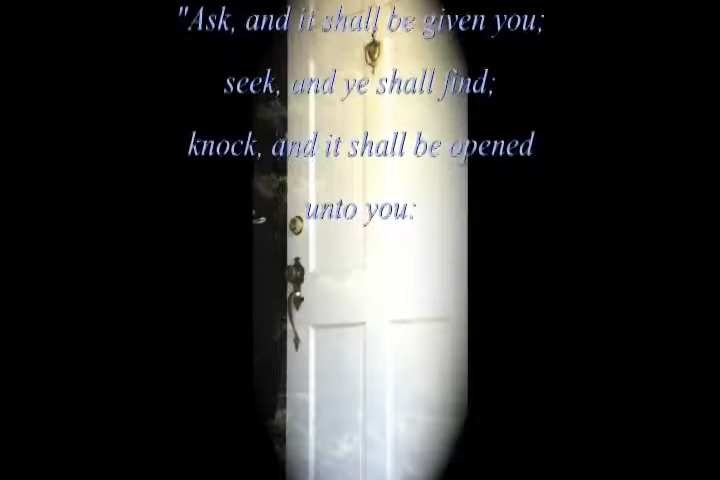 "Ask, and it shall be given you;
seek, and ye shall find;
knock, and it shall be opened
unto you: